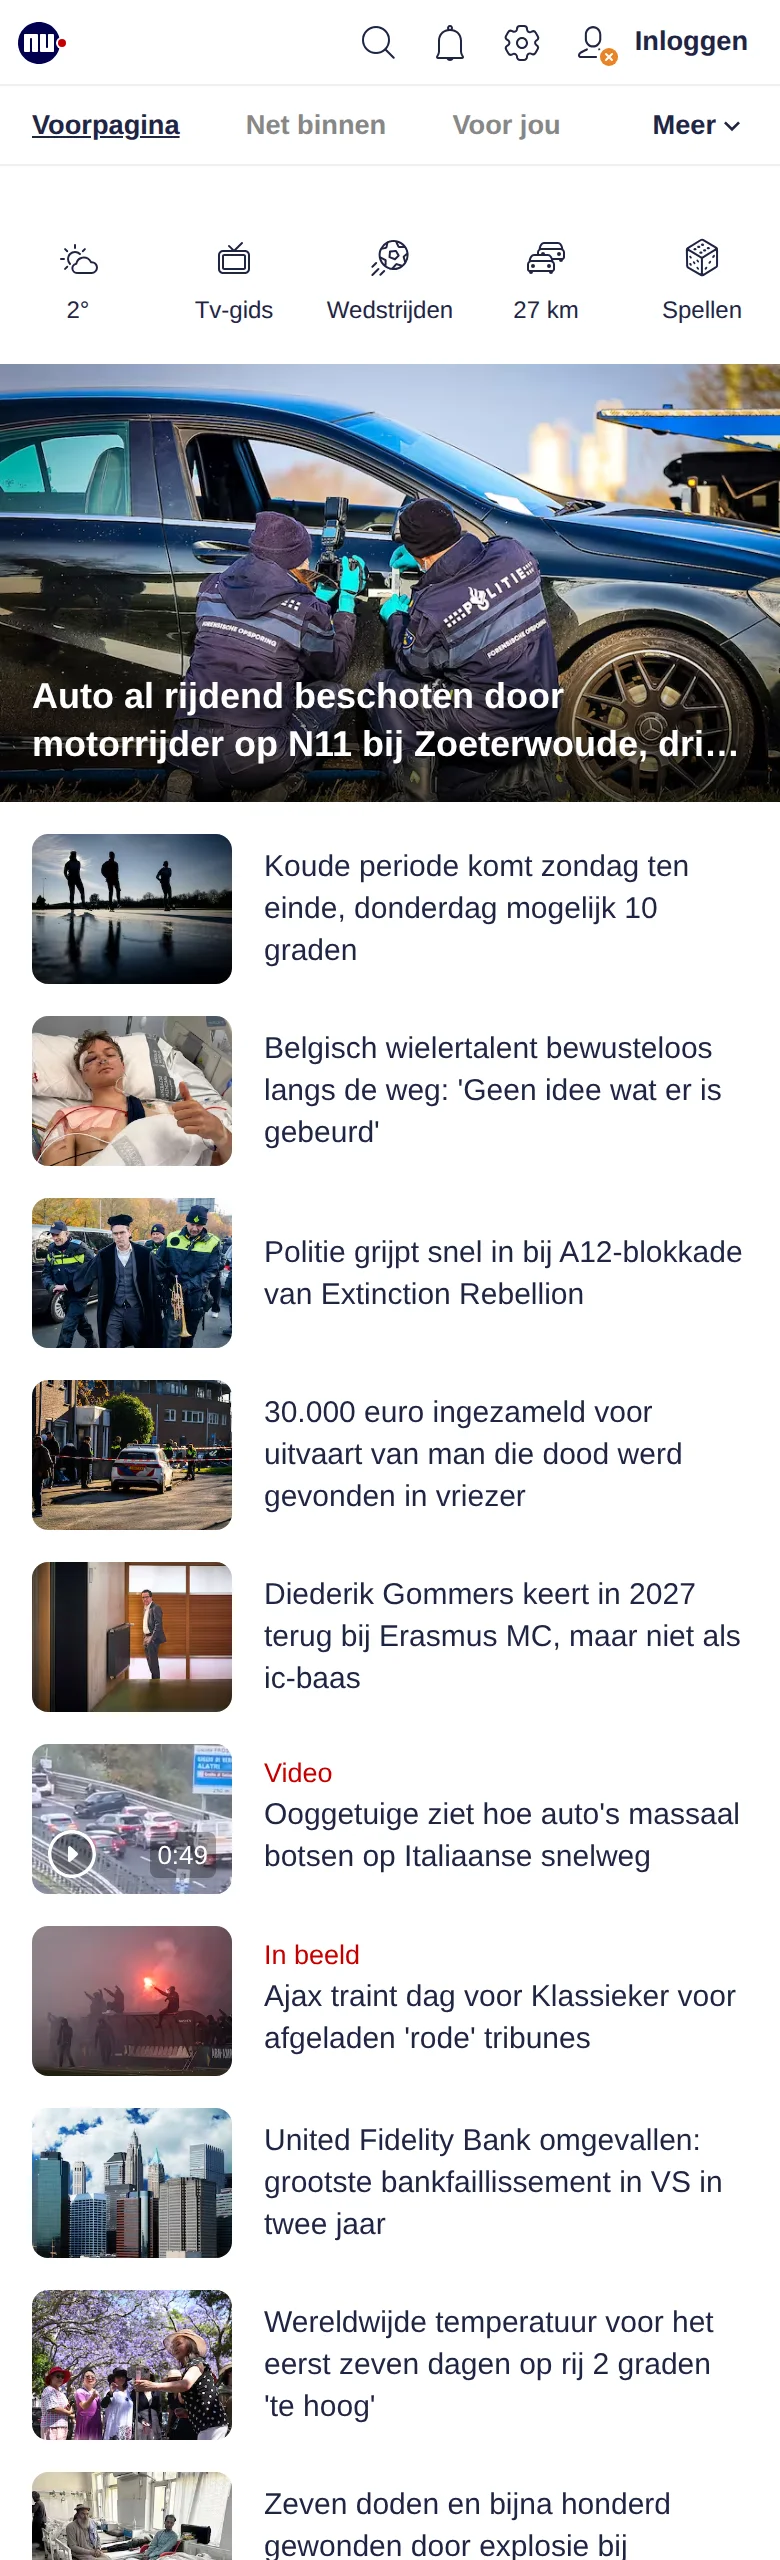 nu
Inloggen
Voorpagina
Net binnen
Voor jou
Meer
2°
Tv-gids
Wedstrijden
27 km
Spellen
POLITIE
FORENSISCHE OPSPORING
FORENSISCHE OPSPORING
Auto al rijdend beschoten door
motorrijder op N11 bij Zoeterwoude, dri...
Koude periode komt zondag ten
einde, donderdag mogelijk 10
graden
Belgisch wielertalent bewusteloos
langs de weg: 'Geen idee wat er is
gebeurd'
Politie grijpt snel in bij A12-blokkade
van Extinction Rebellion
30.000 euro ingezameld voor
uitvaart van man die dood werd
gevonden in vriezer
Diederik Gommers keert in 2027
terug bij Erasmus MC, maar niet als
ic-baas
Video
Ooggetuige ziet hoe auto's massaal
botsen op Italiaanse snelweg
ALATRI
0:49
In beeld
Ajax traint dag voor Klassieker voor
afgeladen 'rode' tribunes
United Fidelity Bank omgevallen:
grootste bankfaillissement in VS in
twee jaar
Wereldwijde temperatuur voor het
eerst zeven dagen op rij 2 graden
'te hoog'
Zeven doden en bijna honderd
gewonden door explosie bij